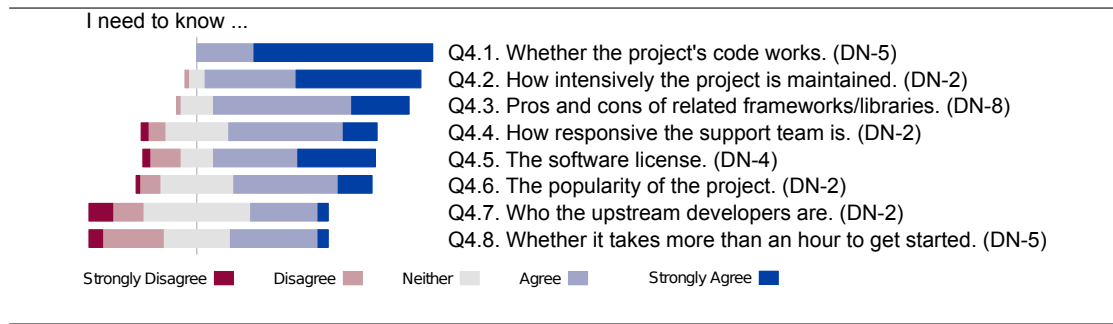 I need to know ...
Q4.1. Whether the project's code works. (DN-5)
Q4.2. How intensively the project is maintained. (DN-2)
Q4.3. Pros and cons of related frameworks/libraries. (DN-8)
Q4.4. How responsive the support team is. (DN-2)
Q4.5. The software license. (DN-4)
Q4.6. The popularity of the project. (DN-2)
Q4.7. Who the upstream developers are. (DN-2)
Q4.8. Whether it takes more than an hour to get started. (DN-5)
Strongly Disagree Disagree Neither Agree Strongly Agree